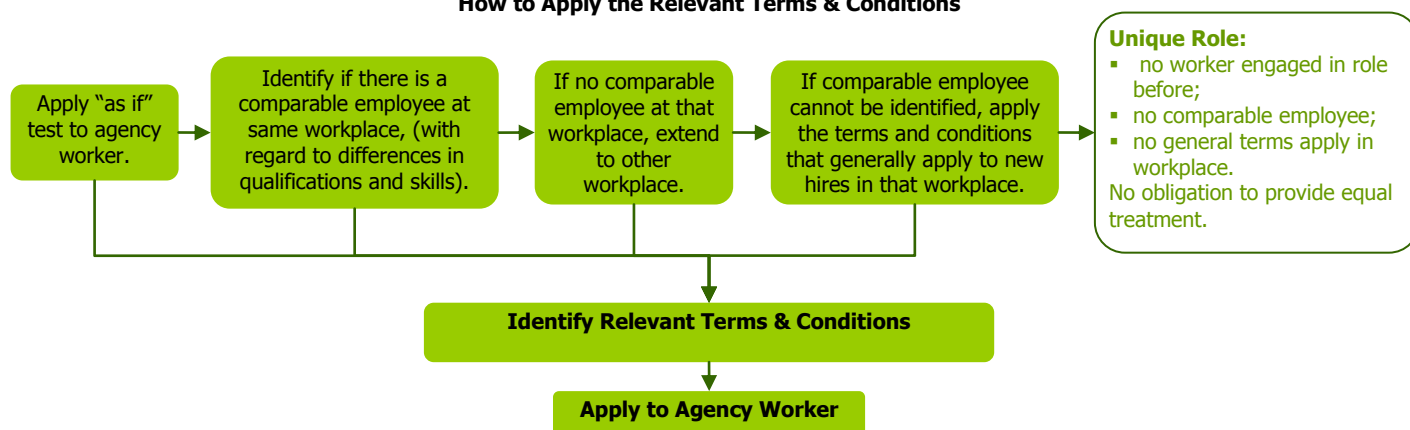 How to Apply the Relevant Terms & Conditions
Apply “as if”
test to agency
worker.
Identify if there is a
comparable employee at
same workplace, (with
regard to differences in
qualifications and skills).
If no comparable
employee at that
workplace, extend
to other
workplace.
If comparable employee
cannot be identified, apply
the terms and conditions
that generally apply to new
hires in that workplace.
Unique Role:
▪ no worker engaged in role
before;
▪ no comparable employee;
▪ no general terms apply in
workplace.
No obligation to provide equal
treatment.
Identify Relevant Terms & Conditions
Apply to Agency Worker